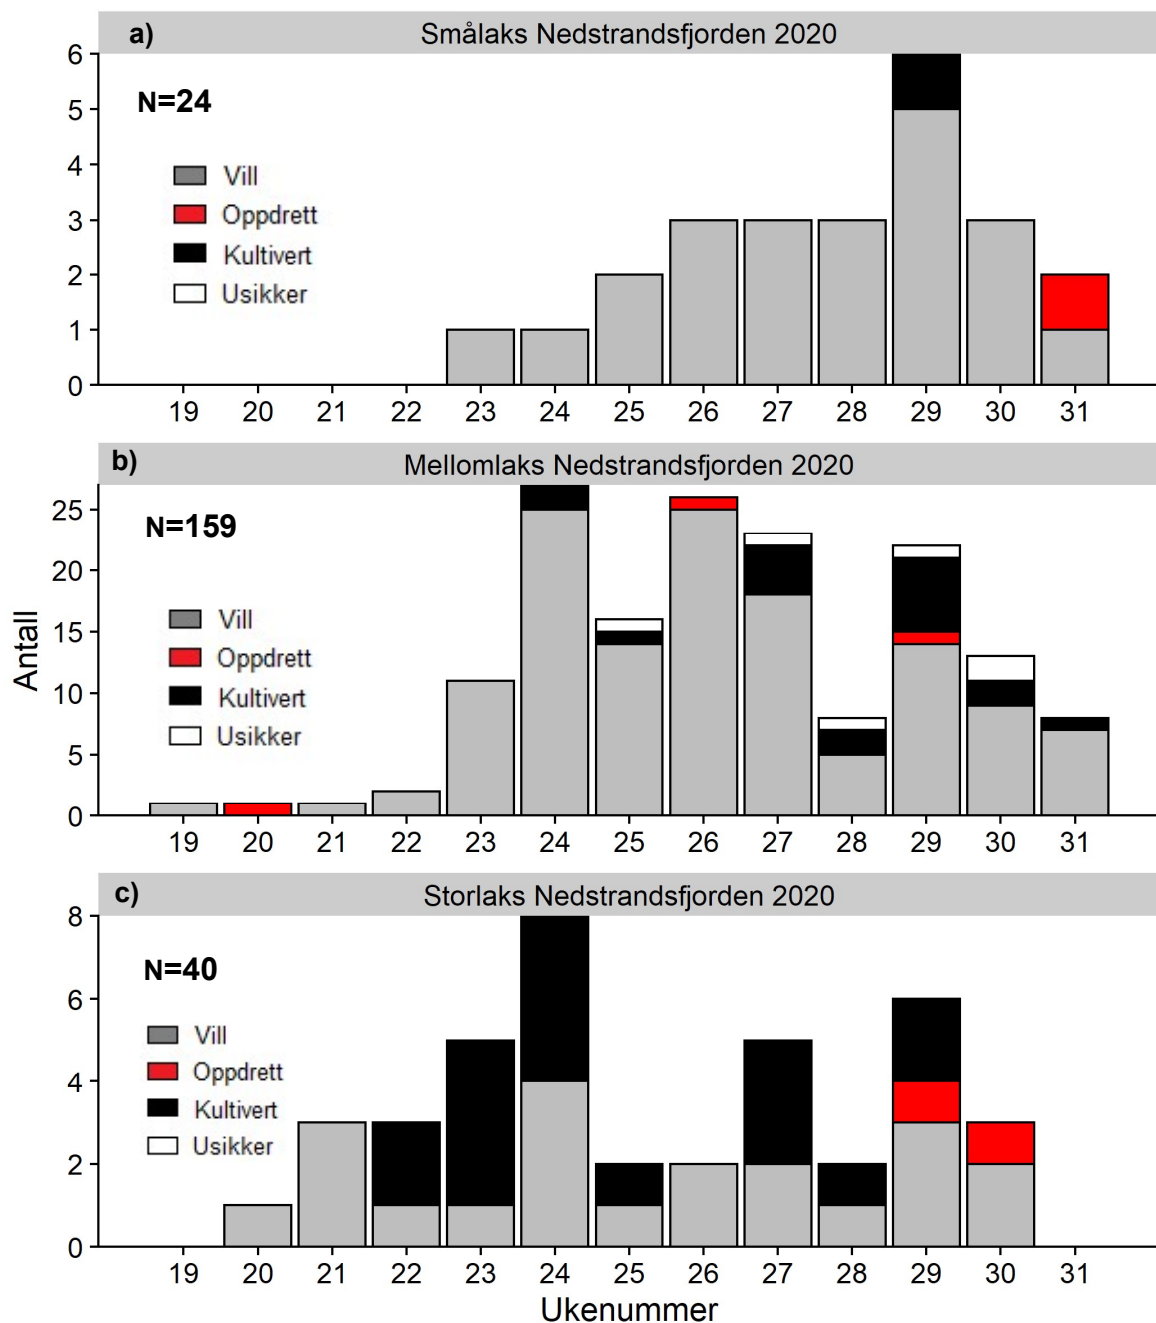 a) Smålaks Nedstrandsfjorden 2020
6
5
4
3
2
1
0
N=24
Vill
Oppdrett
Kultivert
Usikker
19 20 21 22 23 24 25 26 27 28 29 30 31
b) Mellomlaks Nedstrandsfjorden 2020
Antall
25
20
15
10
5
0
N=159
Vill
Oppdrett
Kultivert
Usikker
19 20 21 22 23 24 25 26 27 28 29 30 31
c) Storlaks Nedstrandsfjorden 2020
8
6
4
2
0
N=40
Vill
Oppdrett
Kultivert
Usikker
19 20 21 22 23 24 25 26 27 28 29 30 31
Ukenummer